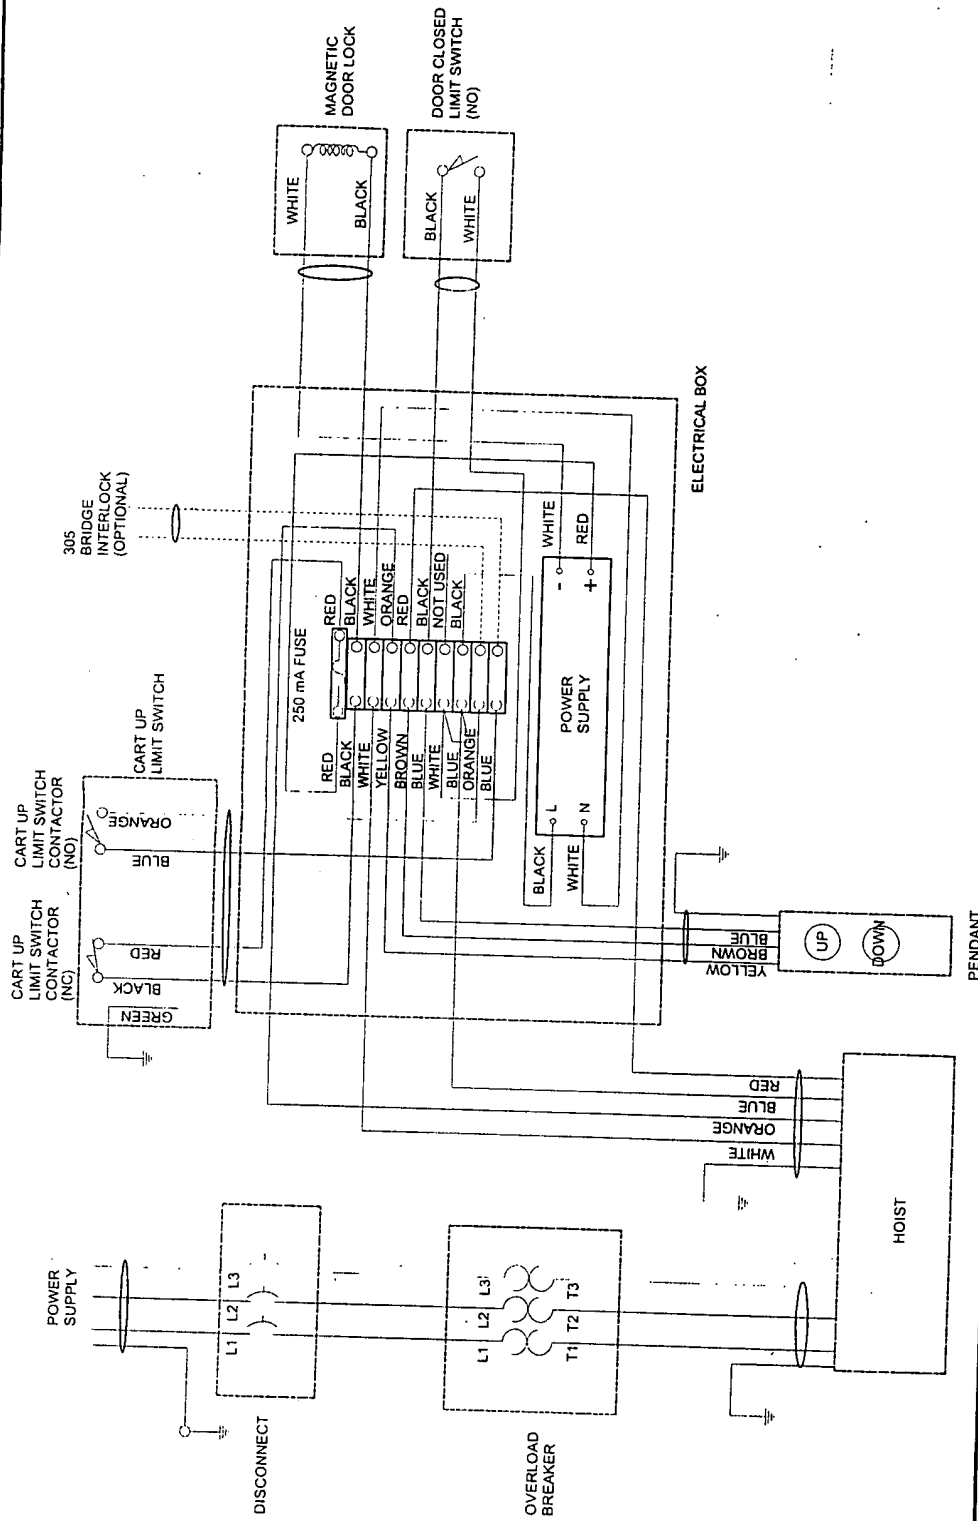 MAGNETIC
DOOR LOCK
WHITE
BLACK
DOOR CLOSED
LIMIT SWITCH
(NO)
BLACK
WHITE
305
BRIDGE
INTERLOCK
(OPTIONAL)
ELECTRICAL BOX
250 mA FUSE
RED
BLACK
WHITE
ORANGE
RED
BLACK
NOT USED
BLACK
RED
BLACK
WHITE
YELLOW
BROWN
BLUE
WHITE
BLUE
ORANGE
BLUE
WHITE
RED
-
+
POWER
SUPPLY
L
N
BLACK
WHITE
CART UP
LIMIT SWITCH
CART UP
LIMIT SWITCH
CONTACTOR
(NO)
ORANGE
BLUE
CART UP
LIMIT SWITCH
CONTACTOR
(NC)
RED
BLACK
GREEN
BLUE
BROWN
YELLOW
UP
DOWN
PENDANT
RED
BLUE
ORANGE
WHITE
HOIST
POWER
SUPPLY
L1
L2
L3
DISCONNECT
L1
L2
L3
T1
T2
T3
OVERLOAD
BREAKER